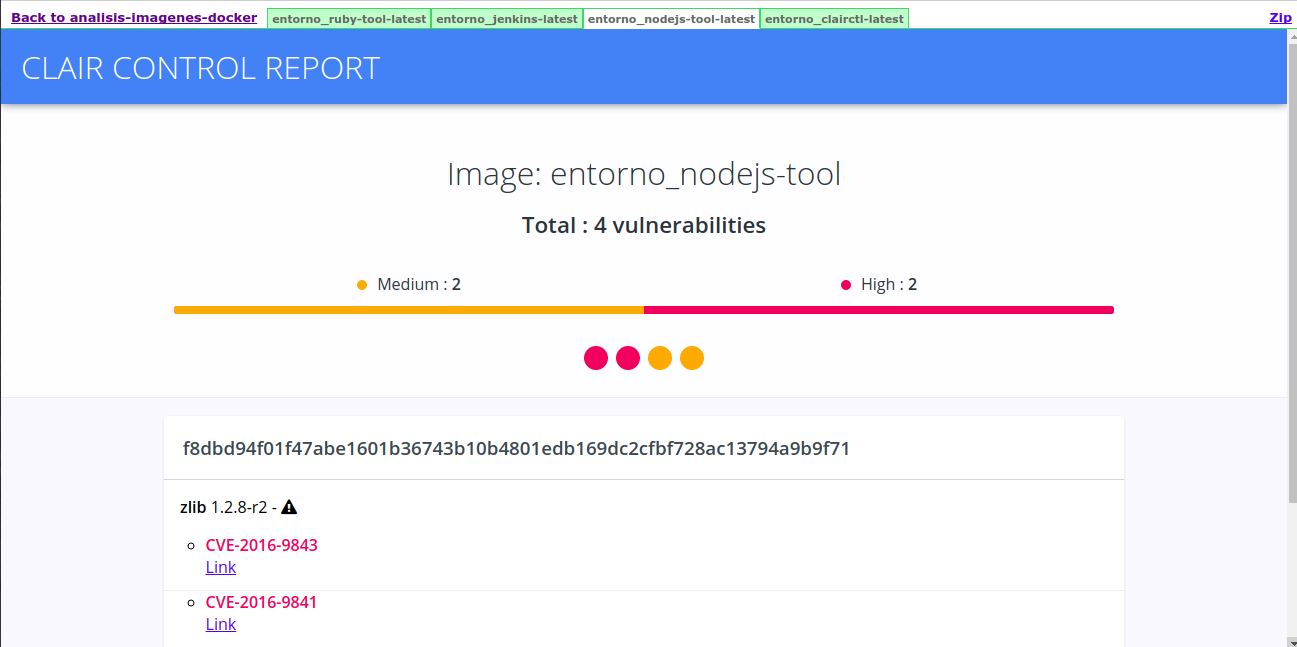 Back to analisis-imagenes-docker entorno_ruby-tool-latest entorno_jenkins-latest entorno_nodejs-tool-latest entorno_clairctl-latest Zip
CLAIR CONTROL REPORT
Image: entorno_nodejs-tool
Total : 4 vulnerabilities
Medium : 2 High : 2
f8dbd94f01f47abe1601b36743b10b4801edb169dc2cfbf728ac13794a9b9f71
zlib 1.2.8-r2 -
CVE-2016-9843
Link
CVE-2016-9841
Link